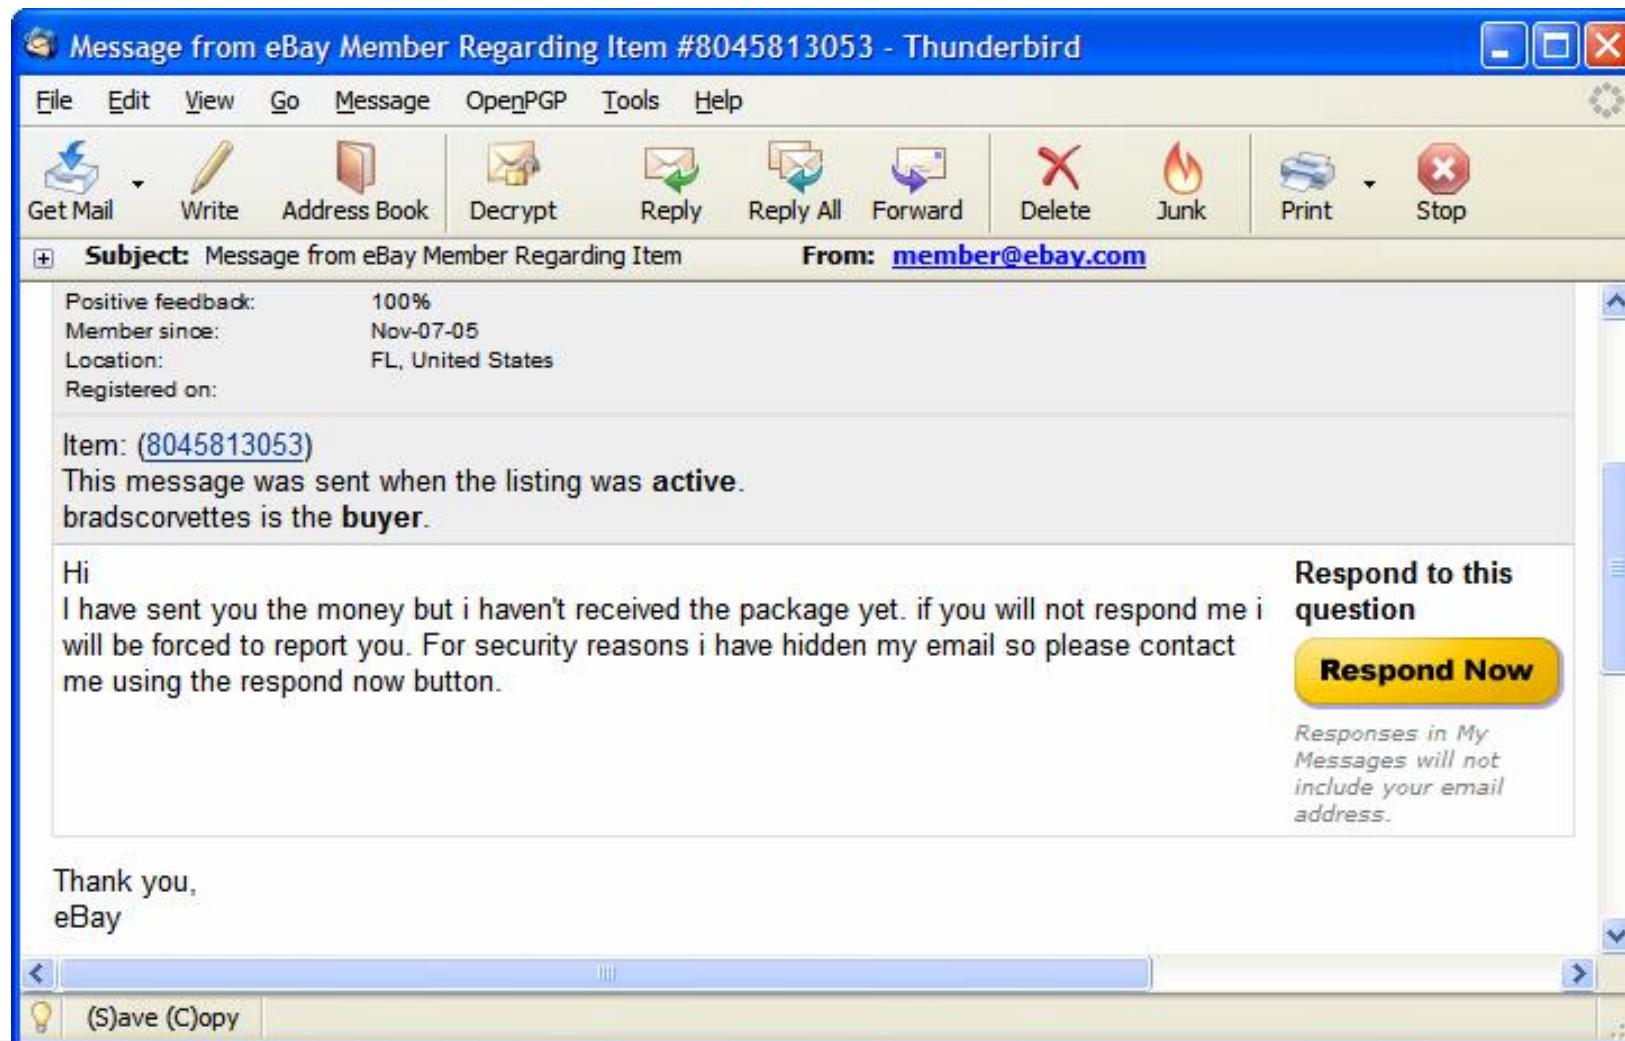 Message from eBay Member Regarding Item #8045813053 - Thunderbird
File Edit View Go Message OpenPGP Tools Help
Get Mail Write Address Book Decrypt Reply Reply All Forward Delete Junk Print Stop
Subject: Message from eBay Member Regarding Item From: member@ebay.com
Positive feedback: 100%
Member since: Nov-07-05
Location: FL, United States
Registered on:
Item: (8045813053)
This message was sent when the listing was active.
bradscorvettes is the buyer.
Hi
I have sent you the money but i haven't received the package yet. if you will not respond me i
will be forced to report you. For security reasons i have hidden my email so please contact
me using the respond now button.
Respond to this
question
Respond Now
Responses in My
Messages will not
include your email
address.
Thank you,
eBay
(S)ave (C)opy